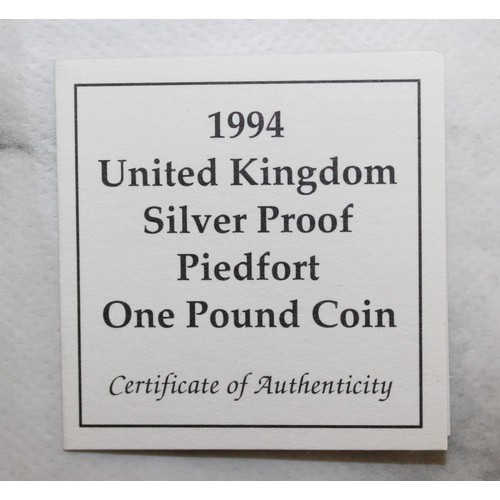 1994
United Kingdom
Silver Proof
Piedfort
One Pound Coin
Certificate of Authenticity